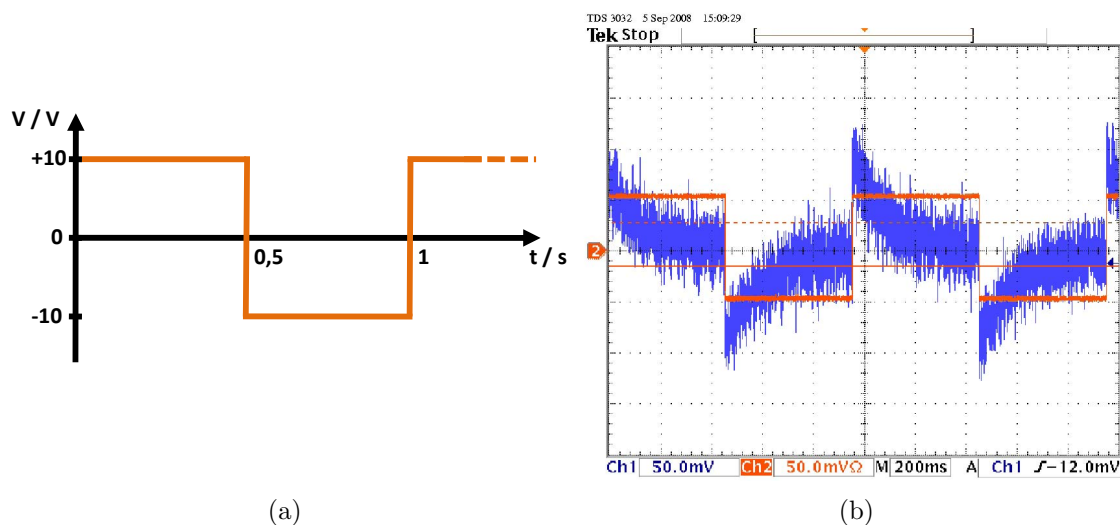 V / V
+10
0
-10
0,5
1
t / s
(a)
TDS 3032 5 Sep 2008 15:09:29
Tek Stop
2
Ch1 50.0mV Ch2 50.0mVΩ M 200ms A Ch1 ƒ -12.0mV
(b)